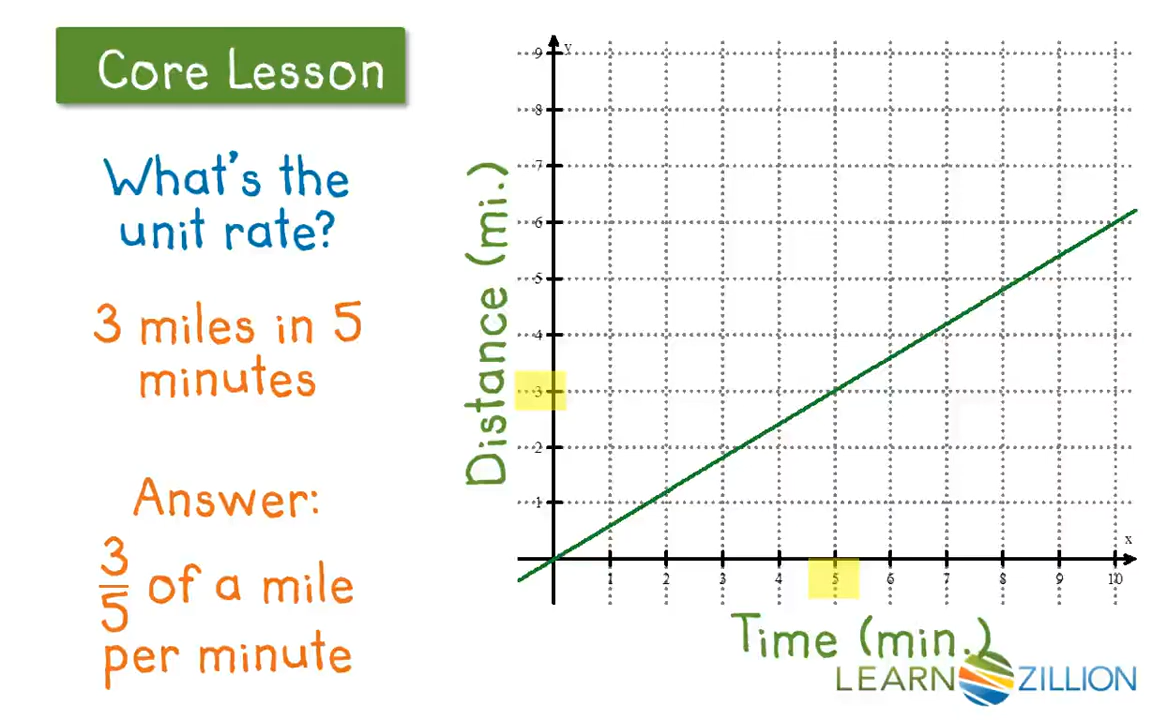 Core Lesson
What's the
unit rate?
3 miles in 5
minutes
Answer:
3/5 of a mile
per minute
Distance (mi.)
y
9
8
7
6
5
4
3
2
1
x
1 2 3 4 5 6 7 8 9 10
Time (min.)
LEARN ZILLION